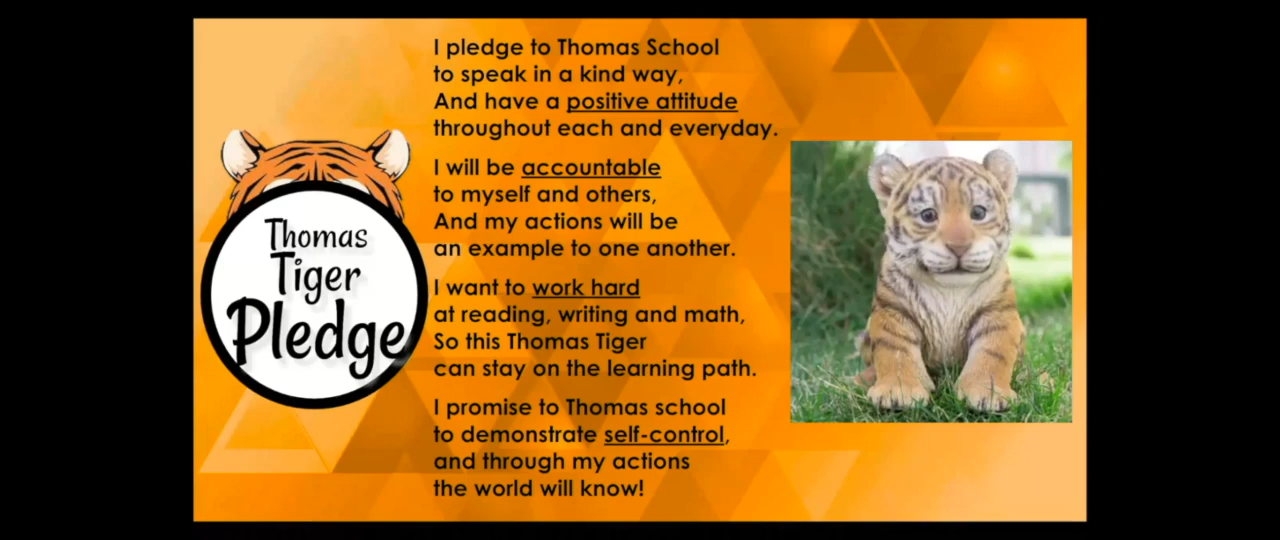 Thomas
Tiger
Pledge
I pledge to Thomas School
to speak in a kind way,
And have a positive attitude
throughout each and everyday.
I will be accountable
to myself and others,
And my actions will be
an example to one another.
I want to work hard
at reading, writing and math,
So this Thomas Tiger
can stay on the learning path.
I promise to Thomas school
to demonstrate self-control,
and through my actions
the world will know!